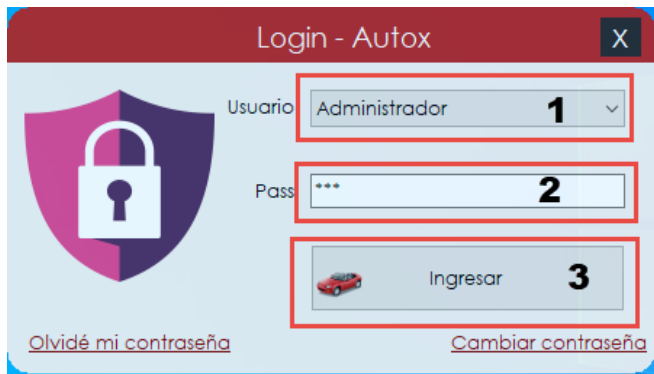 Login - Autox X
Usuario Administrador 1
Pass *** 2
Ingresar 3
Olvidé mi contraseña Cambiar contraseña